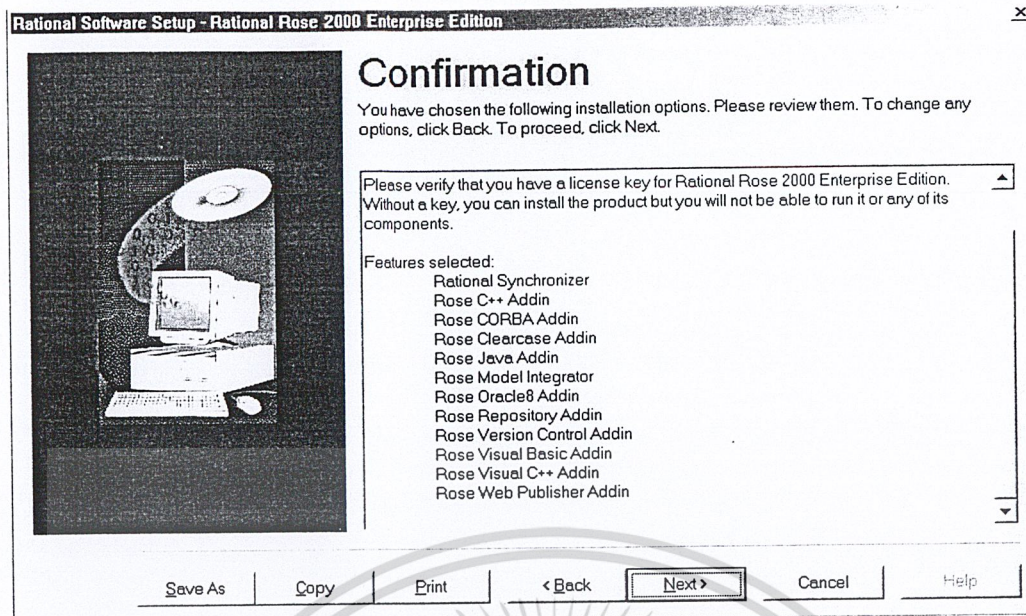 Rational Software Setup - Rational Rose 2000 Enterprise Edition
Confirmation
You have chosen the following installation options. Please review them. To change any
options, click Back. To proceed, click Next.
Please verify that you have a license key for Rational Rose 2000 Enterprise Edition.
Without a key, you can install the product but you will not be able to run it or any of its
components.
Features selected:
Rational Synchronizer
Rose C++ Addin
Rose CORBA Addin
Rose Clearcase Addin
Rose Java Addin
Rose Model Integrator
Rose Oracle8 Addin
Rose Repository Addin
Rose Version Control Addin
Rose Visual Basic Addin
Rose Visual C++ Addin
Rose Web Publisher Addin
Save As Copy Print < Back Next > Cancel Help